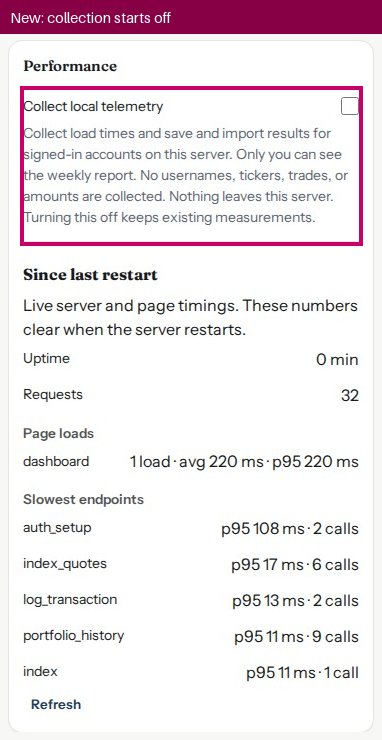 New: collection starts off
Performance
Collect local telemetry
Collect load times and save and import results for
signed-in accounts on this server. Only you can see
the weekly report. No usernames, tickers, trades, or
amounts are collected. Nothing leaves this server.
Turning this off keeps existing measurements.
Since last restart
Live server and page timings. These numbers
clear when the server restarts.
Uptime 0 min
Requests 32
Page loads
dashboard 1 load · avg 220 ms · p95 220 ms
Slowest endpoints
auth_setup p95 108 ms · 2 calls
index_quotes p95 17 ms · 6 calls
log_transaction p95 13 ms · 2 calls
portfolio_history p95 11 ms · 9 calls
index p95 11 ms · 1 call
Refresh